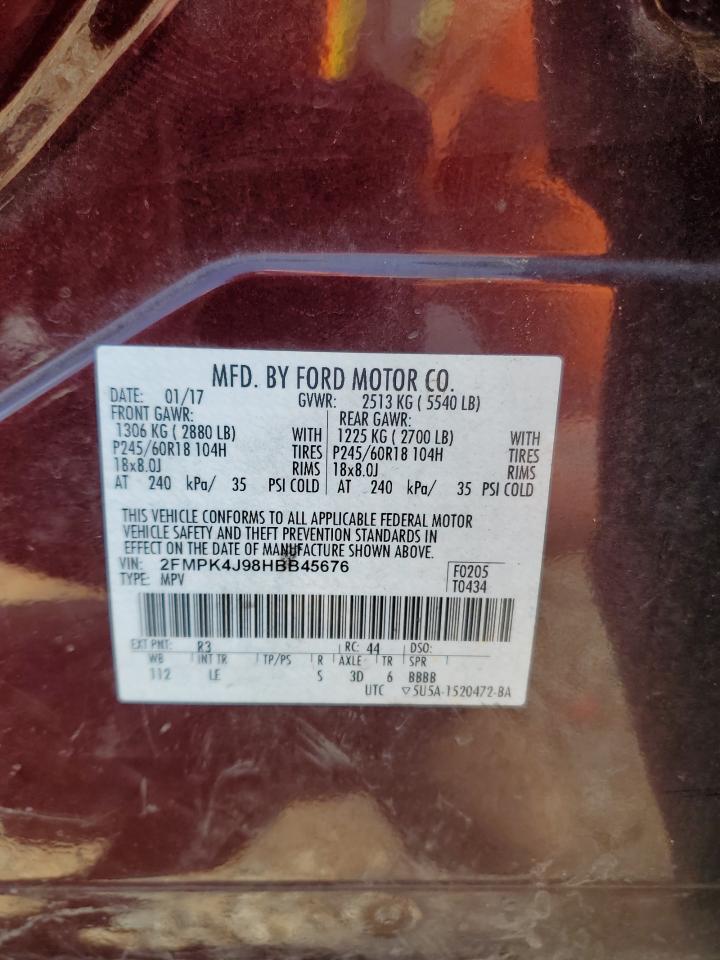 MFD. BY FORD MOTOR CO.
DATE: 01/17 GVWR: 2513 KG ( 5540 LB)
FRONT GAWR: REAR GAWR:
1306 KG ( 2880 LB) WITH 1225 KG ( 2700 LB) WITH
P245/60R18 104H TIRES P245/60R18 104H TIRES
18x8.0J RIMS 18x8.0J RIMS
AT 240 kPa/ 35 PSI COLD AT 240 kPa/ 35 PSI COLD
THIS VEHICLE CONFORMS TO ALL APPLICABLE FEDERAL MOTOR
VEHICLE SAFETY AND THEFT PREVENTION STANDARDS IN
EFFECT ON THE DATE OF MANUFACTURE SHOWN ABOVE.
VIN: 2FMPK4J98HBB45676 F0205
TYPE: MPV T0434
EXT PNT: R3 RC: 44 DSO:
WB INT TR TP/PS R AXLE TR SPR
112 LE S 3D 6 BBBB
UTC ▽5U5A-1520472-BA